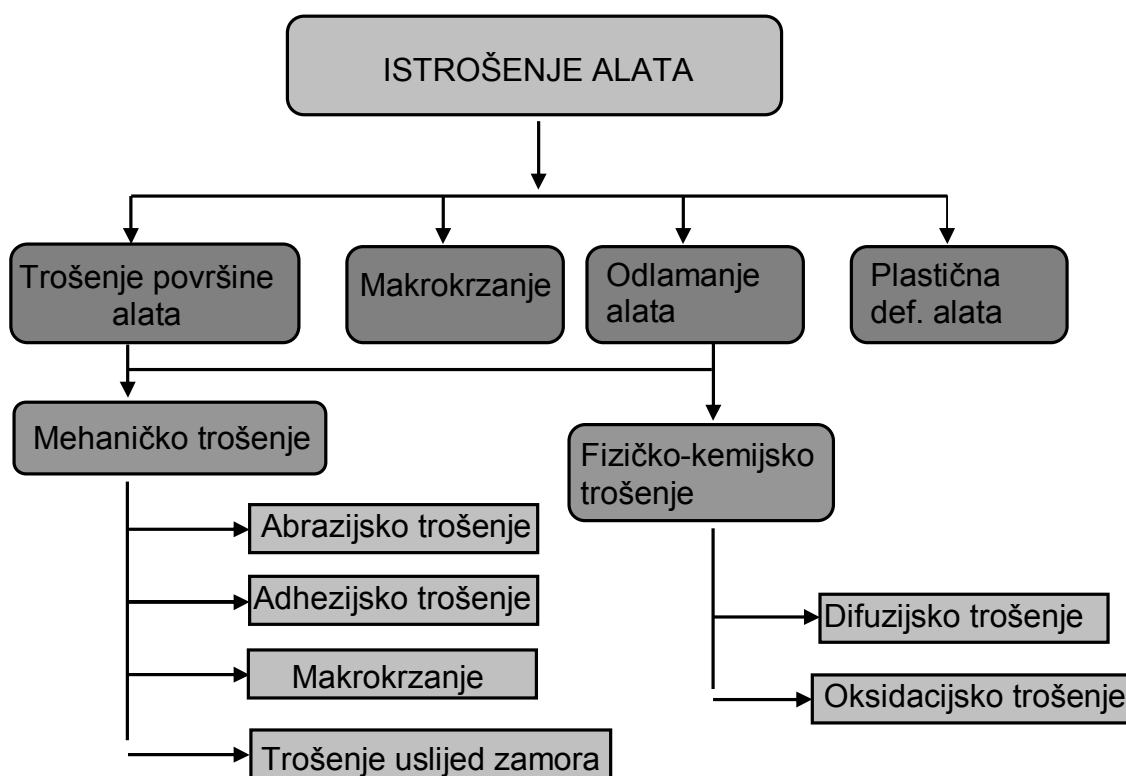 ISTROŠENJE ALATA
Trošenje površine
alata
Makrokrzanje
Odlamanje
alata
Plastična
def. alata
Mehaničko trošenje
Fizičko-kemijsko
trošenje
Abrazijsko trošenje
Adhezijsko trošenje
Makrokrzanje
Trošenje uslijed zamora
Difuzijsko trošenje
Oksidacijsko trošenje